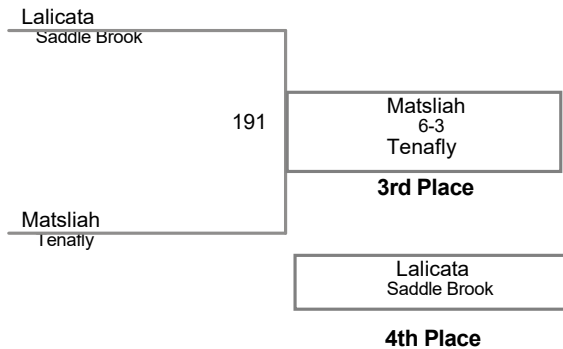 Lalicata
Saddle Brook
191
Matsliah
6-3
Tenafly
3rd Place
Matsliah
Tenafly
Lalicata
Saddle Brook
4th Place